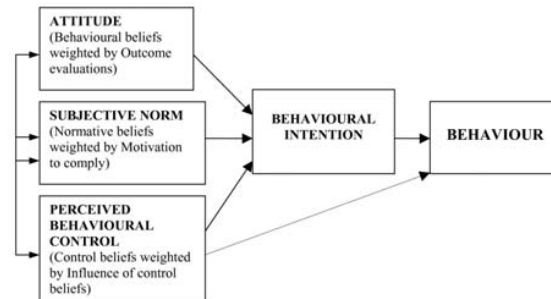 ATTITUDE
(Behavioural beliefs
weighted by Outcome
evaluations)
SUBJECTIVE NORM
(Normative beliefs
weighted by Motivation
to comply)
PERCEIVED
BEHAVIOURAL
CONTROL
(Control beliefs weighted
by Influence of control
beliefs)
BEHAVIOURAL
INTENTION
BEHAVIOUR